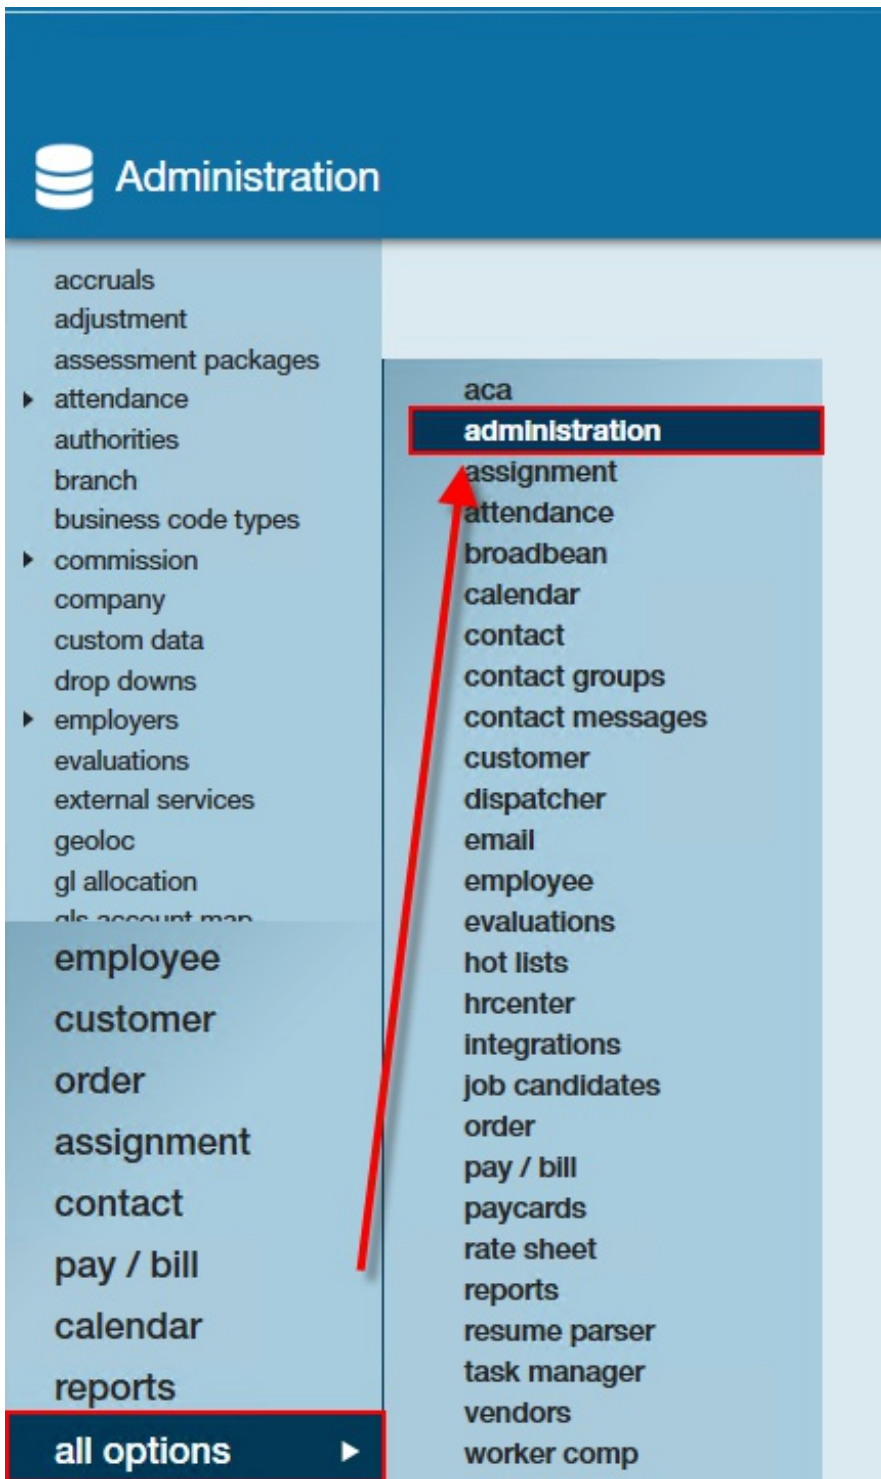 Administration
accruals
adjustment
assessment packages
attendance
authorities
branch
business code types
commission
company
custom data
drop downs
employers
evaluations
external services
geoloc
gl allocation
gls account map
employee
customer
order
assignment
contact
pay / bill
calendar
reports
all options
aca
administration
assignment
attendance
broadbean
calendar
contact
contact groups
contact messages
customer
dispatcher
email
employee
evaluations
hot lists
hrcenter
integrations
job candidates
order
pay / bill
paycards
rate sheet
reports
resume parser
task manager
vendors
worker comp